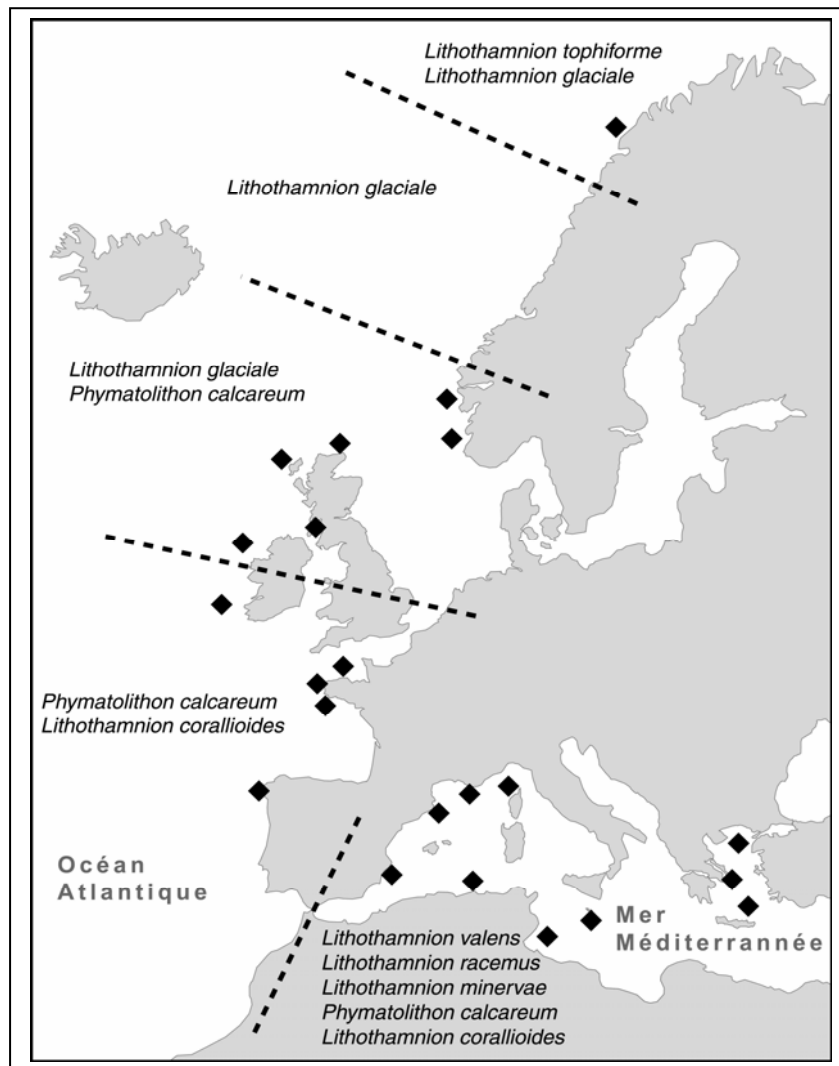 Lithothamnion tophiforme
Lithothamnion glaciale
Lithothamnion glaciale
Lithothamnion glaciale
Phymatolithon calcareum
Phymatolithon calcareum
Lithothamnion corallioides
Océan
Atlantique
Mer
Méditerrannée
Lithothamnion valens
Lithothamnion racemus
Lithothamnion minervae
Phymatolithon calcareum
Lithothamnion corallioides